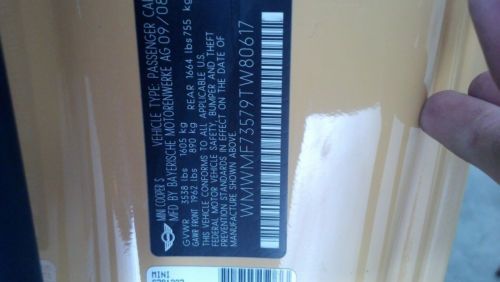 MINI COOPER S VEHICLE TYPE: PASSENGER CAR
MFD BY BAYERISCHE MOTORENWERKE AG 09/08
GVWR 3538 lbs 1605 kg
GAWR FRONT 1962 lbs 890 kg REAR 1664 lbs 755 kg
THIS VEHICLE CONFORMS TO ALL APPLICABLE U.S.
FEDERAL MOTOR VEHICLE SAFETY, BUMPER AND THEFT
PREVENTION STANDARDS IN EFFECT ON THE DATE OF
MANUFACTURE SHOWN ABOVE.
WMWMF73579TW80617
MINI